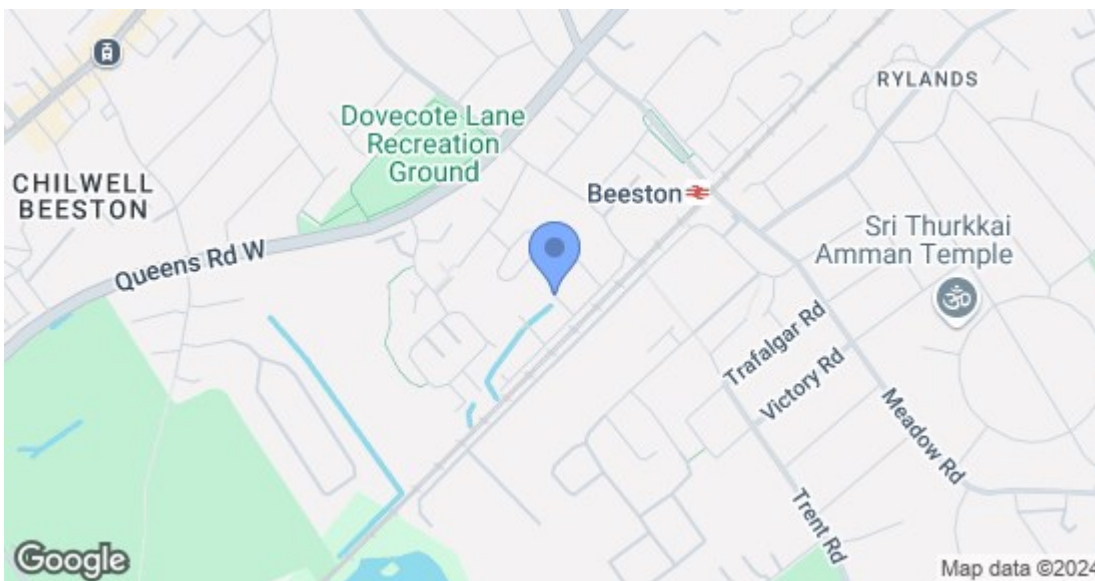 RYLANDS
Dovecote Lane
Recreation
Ground
CHILWELL
BEESTON
Beeston
Sri Thurkkai
Amman Temple
ॐ
Queens Rd W
Trafalgar Rd
Victory Rd
Meadow Rd
Trent Rd
Google
Map data ©2024